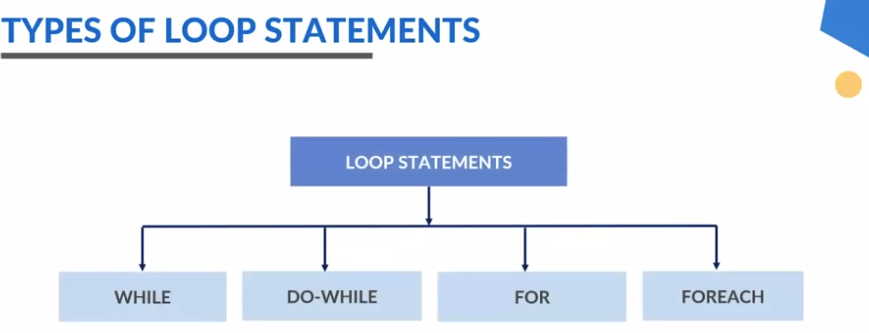 TYPES OF LOOP STATEMENTS
LOOP STATEMENTS
WHILE
DO-WHILE
FOR
FOREACH